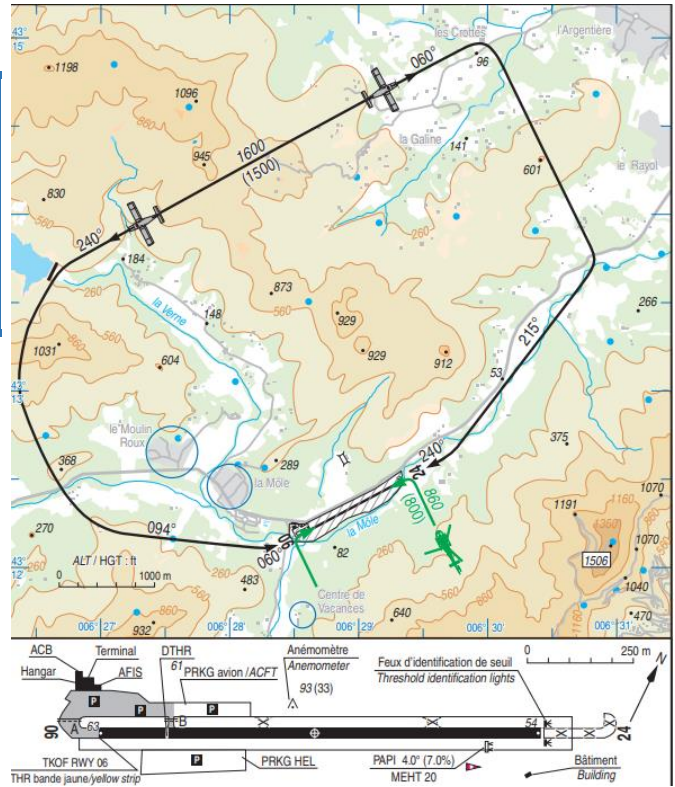 43
15'
les Crottes
l'Argentière
060°
96
1198
1096
la Galine
141
1600
(1500)
945
601
le Rayol
830
240°
184
873
266
la Verne
148
929
215°
1031
604
929
912
53
43
13'
le Moulin
Roux
240°
375
368
289
24
la Môle
1070
860
(800)
1191
270
094°
06
la Môle
060°
82
1070
43
12'
ALT / HGT : ft
0
1000 m
1506
483
Centre de
Vacances
1040
470
932
640
006° 27'
006° 28'
006° 29'
006° 30'
006° 31'
ACB
Terminal
Hangar
AFIS
DTHR
61
PRKG avion /ACFT
Anémomètre
Anemometer
93 (33)
Feux d'identification de seuil
Threshold identification lights
0
250 m
N
P
P
P
06
A
63
B
54
24
P
TKOF RWY 06
THR bande jaune/yellow strip
PRKG HEL
PAPI 4.0° (7.0%)
MEHT 20
Bâtiment
Building